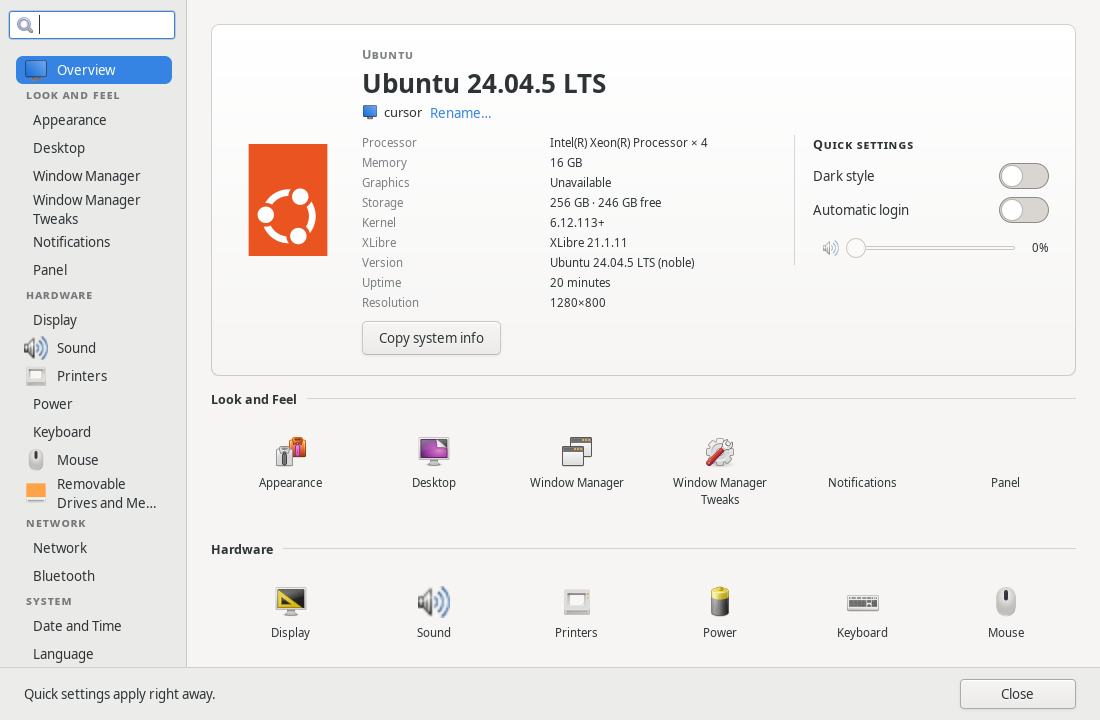 Overview
LOOK AND FEEL
Appearance
Desktop
Window Manager
Window Manager
Tweaks
Notifications
Panel
HARDWARE
Display
Sound
Printers
Power
Keyboard
Mouse
Removable
Drives and Me…
NETWORK
Network
Bluetooth
SYSTEM
Date and Time
Language
Ubuntu
Ubuntu 24.04.5 LTS
cursor Rename…
Processor Intel(R) Xeon(R) Processor × 4
Memory 16 GB
Graphics Unavailable
Storage 256 GB · 246 GB free
Kernel 6.12.113+
XLibre XLibre 21.1.11
Version Ubuntu 24.04.5 LTS (noble)
Uptime 20 minutes
Resolution 1280×800
Copy system info
Quick settings
Dark style
Automatic login
0%
Look and Feel
Appearance
Desktop
Window Manager
Window Manager
Tweaks
Notifications
Panel
Hardware
Display
Sound
Printers
Power
Keyboard
Mouse
Quick settings apply right away.
Close